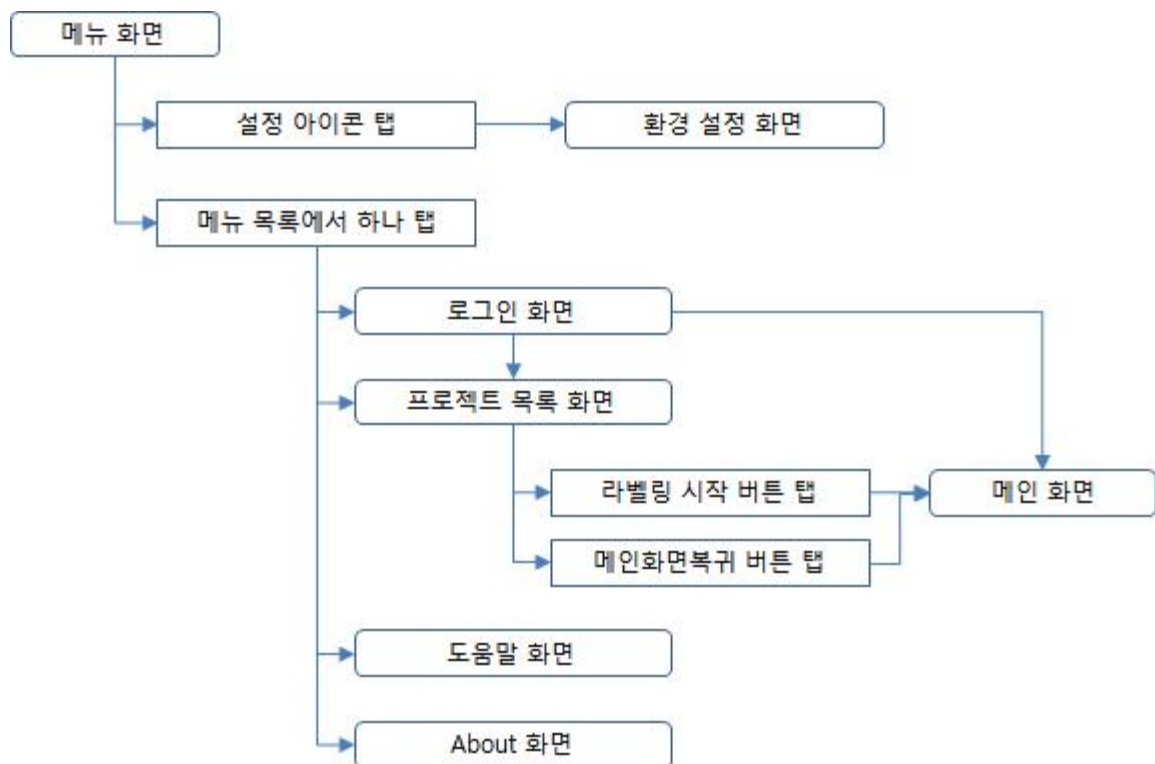 메뉴 화면
설정 아이콘 탭
환경 설정 화면
메뉴 목록에서 하나 탭
로그인 화면
프로젝트 목록 화면
라벨링 시작 버튼 탭
메인 화면
메인화면복귀 버튼 탭
도움말 화면
About 화면